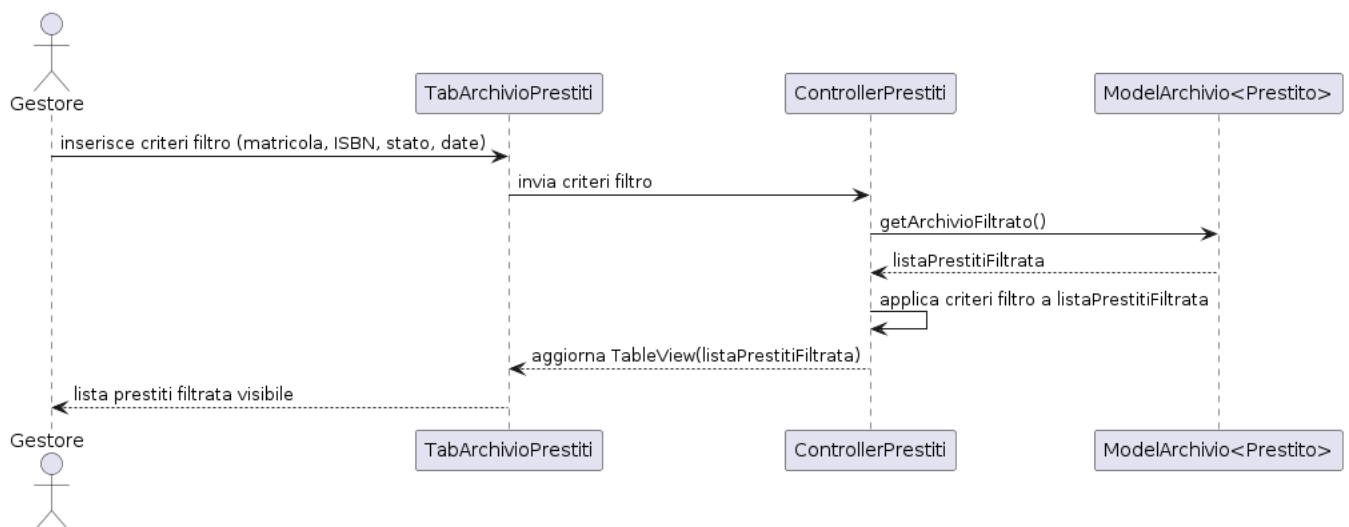 Gestore
TabArchivioPrestiti
ControllerPrestiti
ModelArchivio<Prestito>
inserisce criteri filtro (matricola, ISBN, stato, date)
invia criteri filtro
getArchivioFiltrato()
listaPrestitiFiltrata
applica criteri filtro a listaPrestitiFiltrata
aggiorna TableView(listaPrestitiFiltrata)
lista prestiti filtrata visibile
Gestore
TabArchivioPrestiti
ControllerPrestiti
ModelArchivio<Prestito>